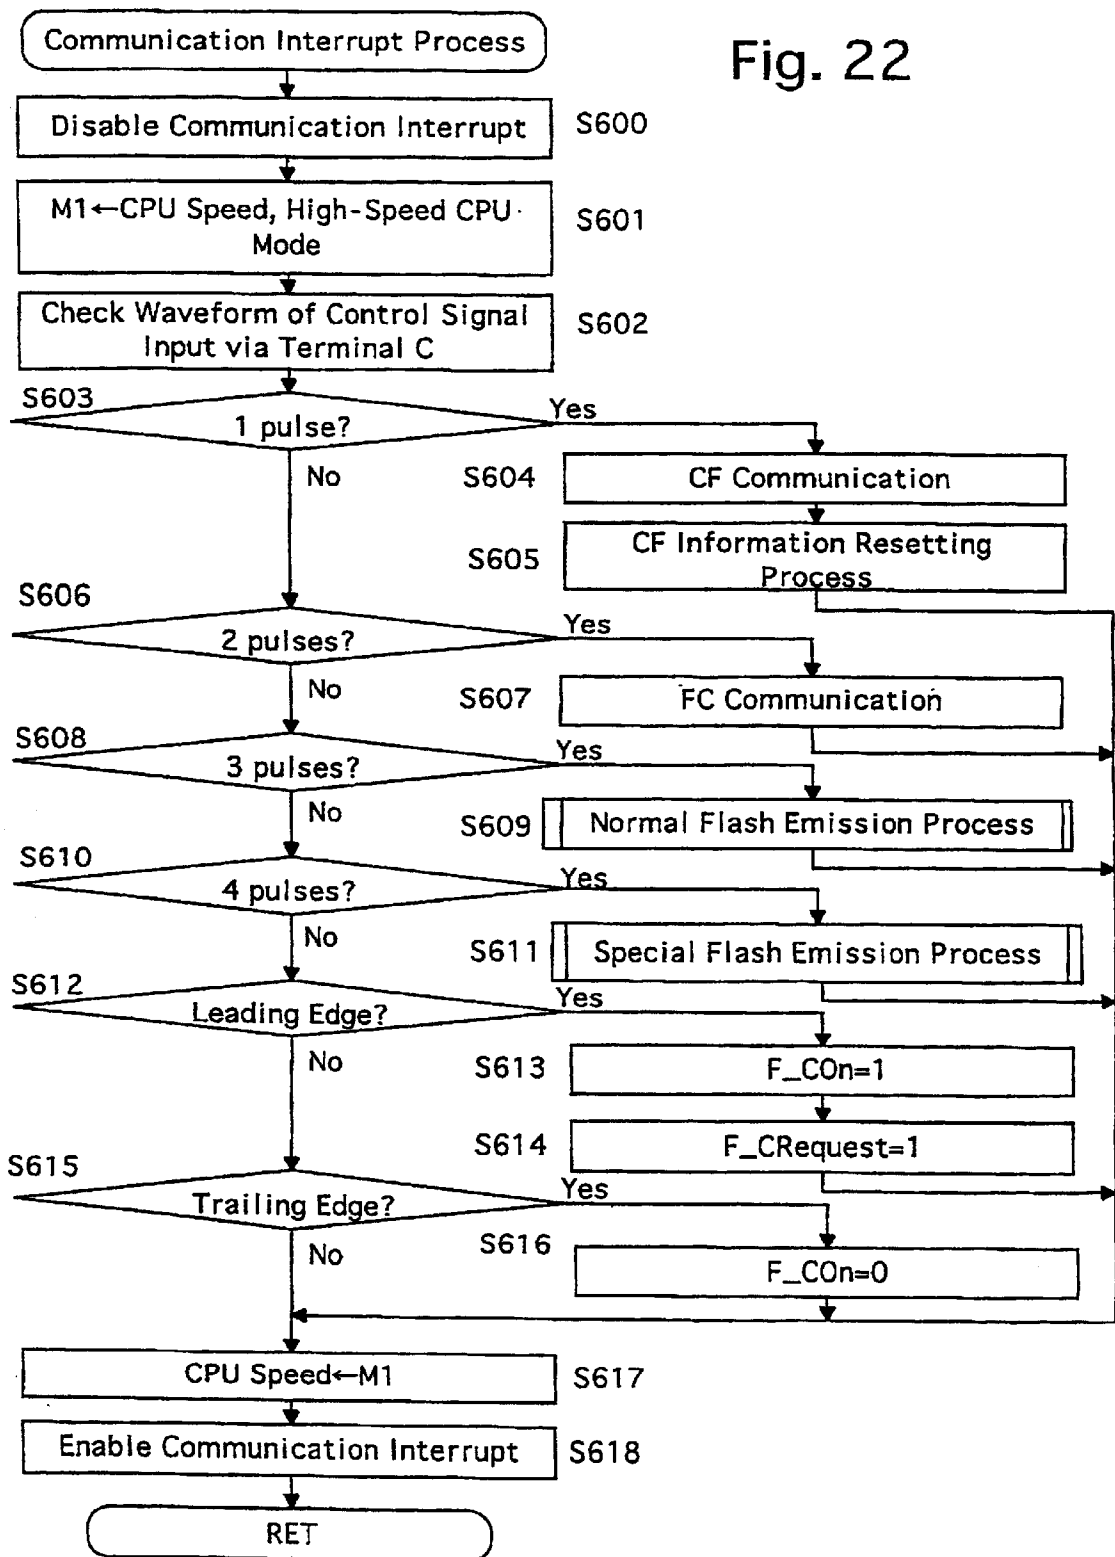 Communication Interrupt Process
Fig. 22
Disable Communication Interrupt
S600
M1←CPU Speed, High-Speed CPU
Mode
S601
Check Waveform of Control Signal
Input via Terminal C
S602
S603
1 pulse?
Yes
No
S604
CF Communication
S605
CF Information Resetting
Process
S606
2 pulses?
Yes
No
S607
FC Communication
S608
3 pulses?
Yes
No
S609
Normal Flash Emission Process
S610
4 pulses?
Yes
No
S611
Special Flash Emission Process
S612
Leading Edge?
Yes
No
S613
F_COn=1
S614
F_CRequest=1
S615
Trailing Edge?
Yes
No
S616
F_COn=0
CPU Speed←M1
S617
Enable Communication Interrupt
S618
RET